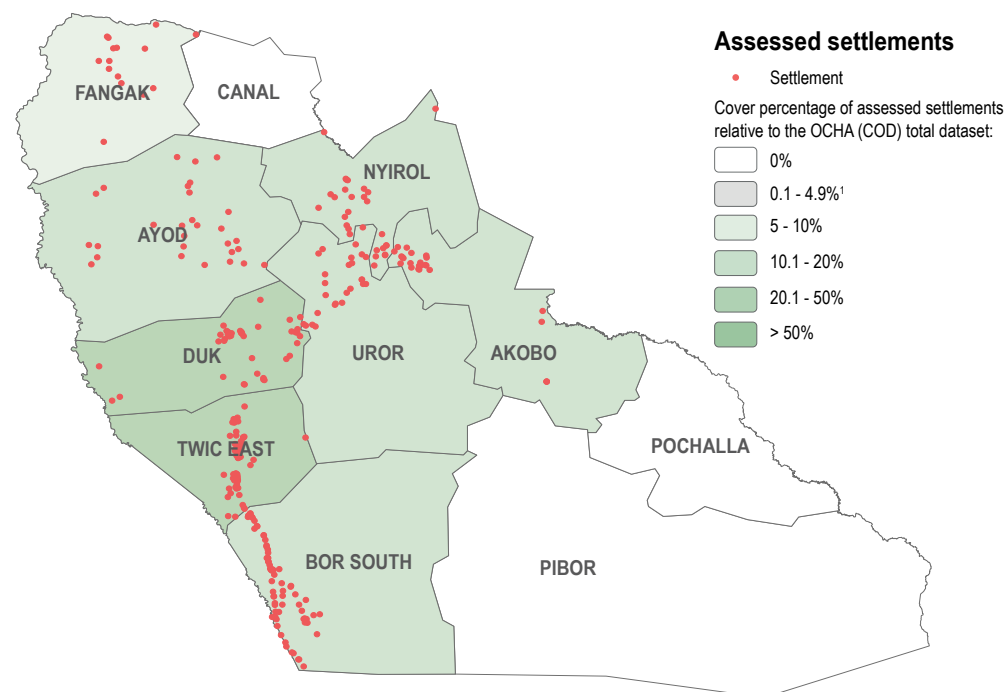 Assessed settlements
Settlement
Cover percentage of assessed settlements
relative to the OCHA (COD) total dataset:
0%
0.1 - 4.9%¹
5 - 10%
10.1 - 20%
20.1 - 50%
> 50%
FANGAK
CANAL
NYIROL
AYOD
DUK
UROR
AKOBO
TWIC EAST
POCHALLA
BOR SOUTH
PIBOR